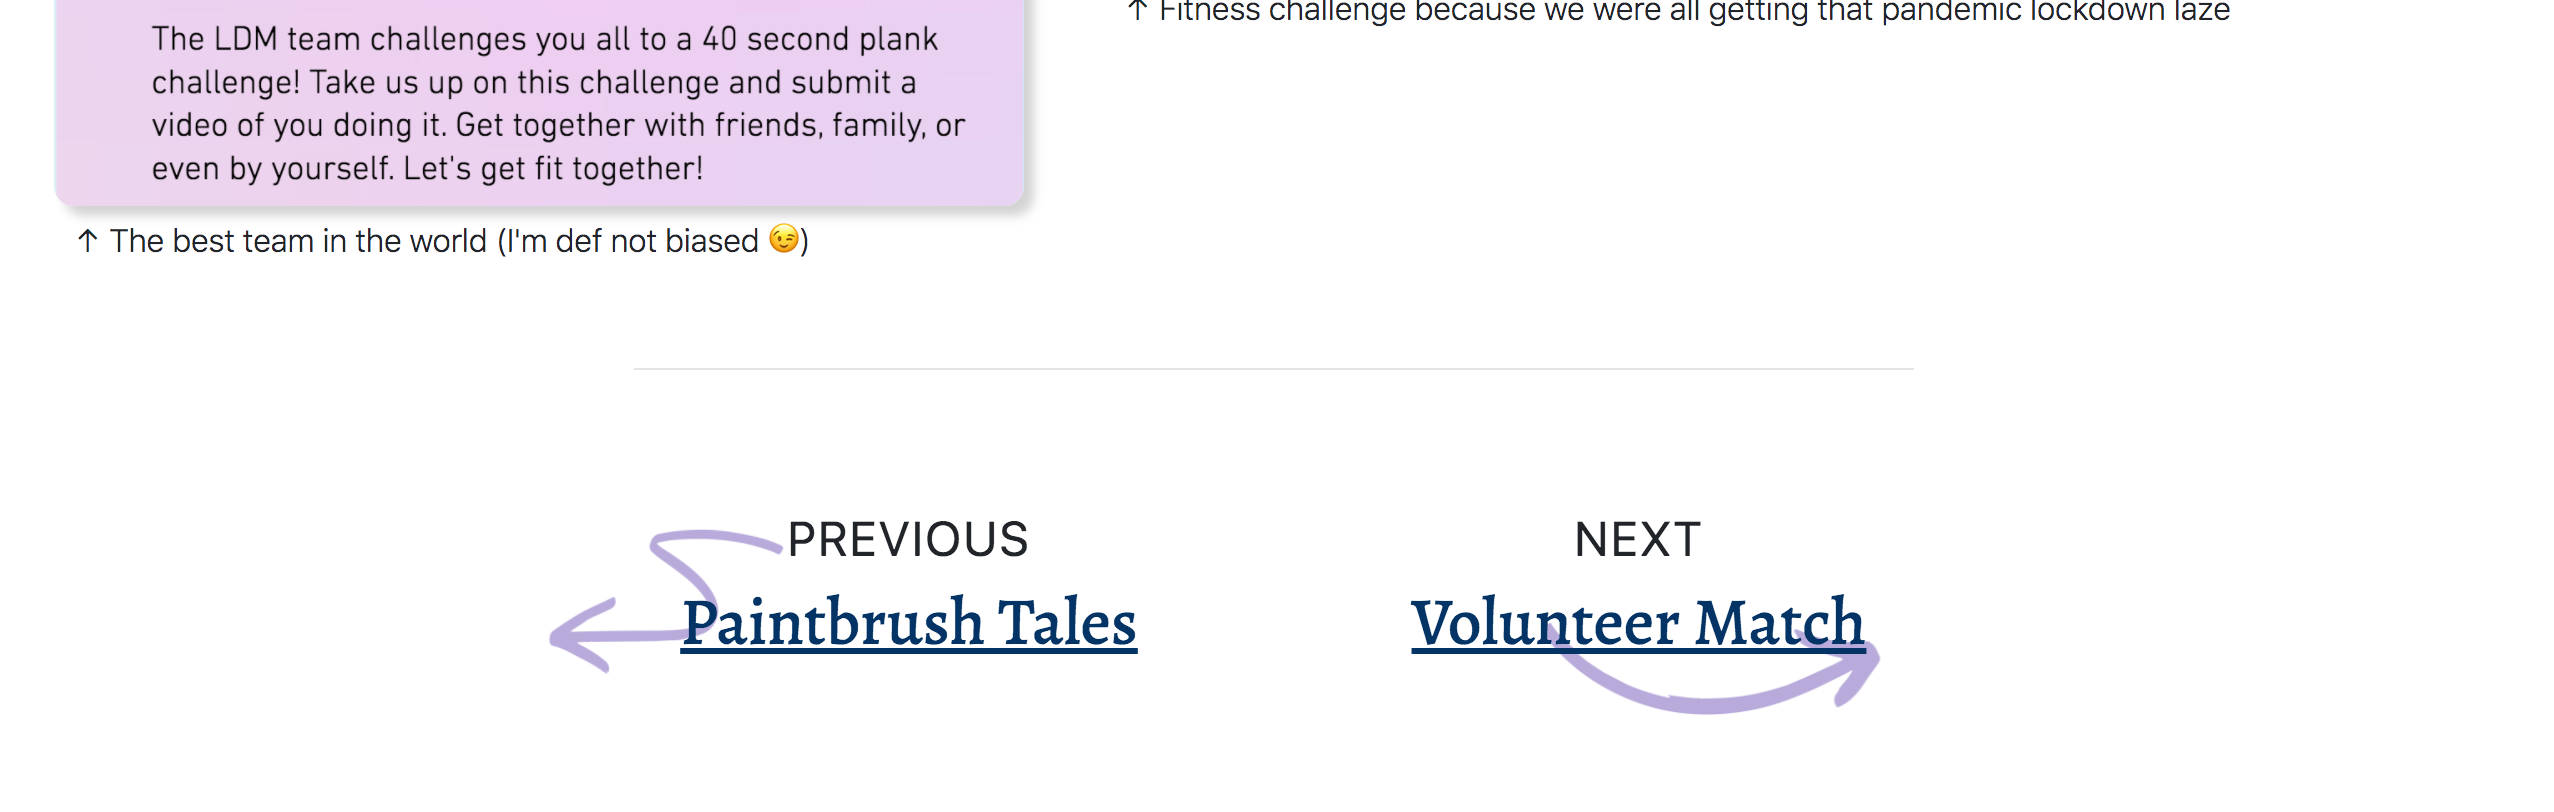 ↑ Fitness challenge because we were all getting that pandemic lockdown laze
The LDM team challenges you all to a 40 second plank
challenge! Take us up on this challenge and submit a
video of you doing it. Get together with friends, family, or
even by yourself. Let's get fit together!
↑ The best team in the world (I'm def not biased 😉)
PREVIOUS
Paintbrush Tales
NEXT
Volunteer Match